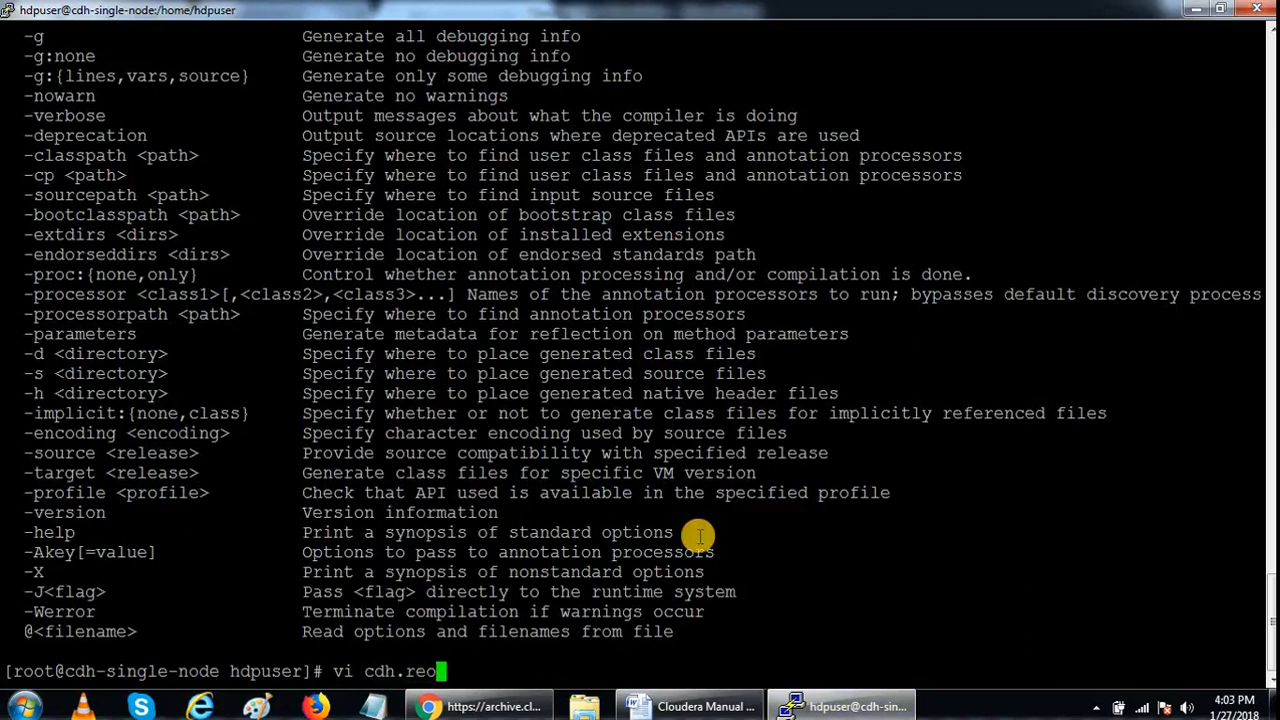 hdpuser@cdh-single-node:/home/hdpuser
-g Generate all debugging info
-g:none Generate no debugging info
-g:{lines,vars,source} Generate only some debugging info
-nowarn Generate no warnings
-verbose Output messages about what the compiler is doing
-deprecation Output source locations where deprecated APIs are used
-classpath <path> Specify where to find user class files and annotation processors
-cp <path> Specify where to find user class files and annotation processors
-sourcepath <path> Specify where to find input source files
-bootclasspath <path> Override location of bootstrap class files
-extdirs <dirs> Override location of installed extensions
-endorseddirs <dirs> Override location of endorsed standards path
-proc:{none,only} Control whether annotation processing and/or compilation is done.
-processor <class1>[,<class2>,<class3>...] Names of the annotation processors to run; bypasses default discovery process
-processorpath <path> Specify where to find annotation processors
-parameters Generate metadata for reflection on method parameters
-d <directory> Specify where to place generated class files
-s <directory> Specify where to place generated source files
-h <directory> Specify where to place generated native header files
-implicit:{none,class} Specify whether or not to generate class files for implicitly referenced files
-encoding <encoding> Specify character encoding used by source files
-source <release> Provide source compatibility with specified release
-target <release> Generate class files for specific VM version
-profile <profile> Check that API used is available in the specified profile
-version Version information
-help Print a synopsis of standard options
-Akey[=value] Options to pass to annotation processors
-X Print a synopsis of nonstandard options
-J<flag> Pass <flag> directly to the runtime system
-Werror Terminate compilation if warnings occur
@<filename> Read options and filenames from file
[root@cdh-single-node hdpuser]# vi cdh.reo
https://archive.cl...
Cloudera Manual ...
hdpuser@cdh-sin...
4:03 PM
1/27/2018